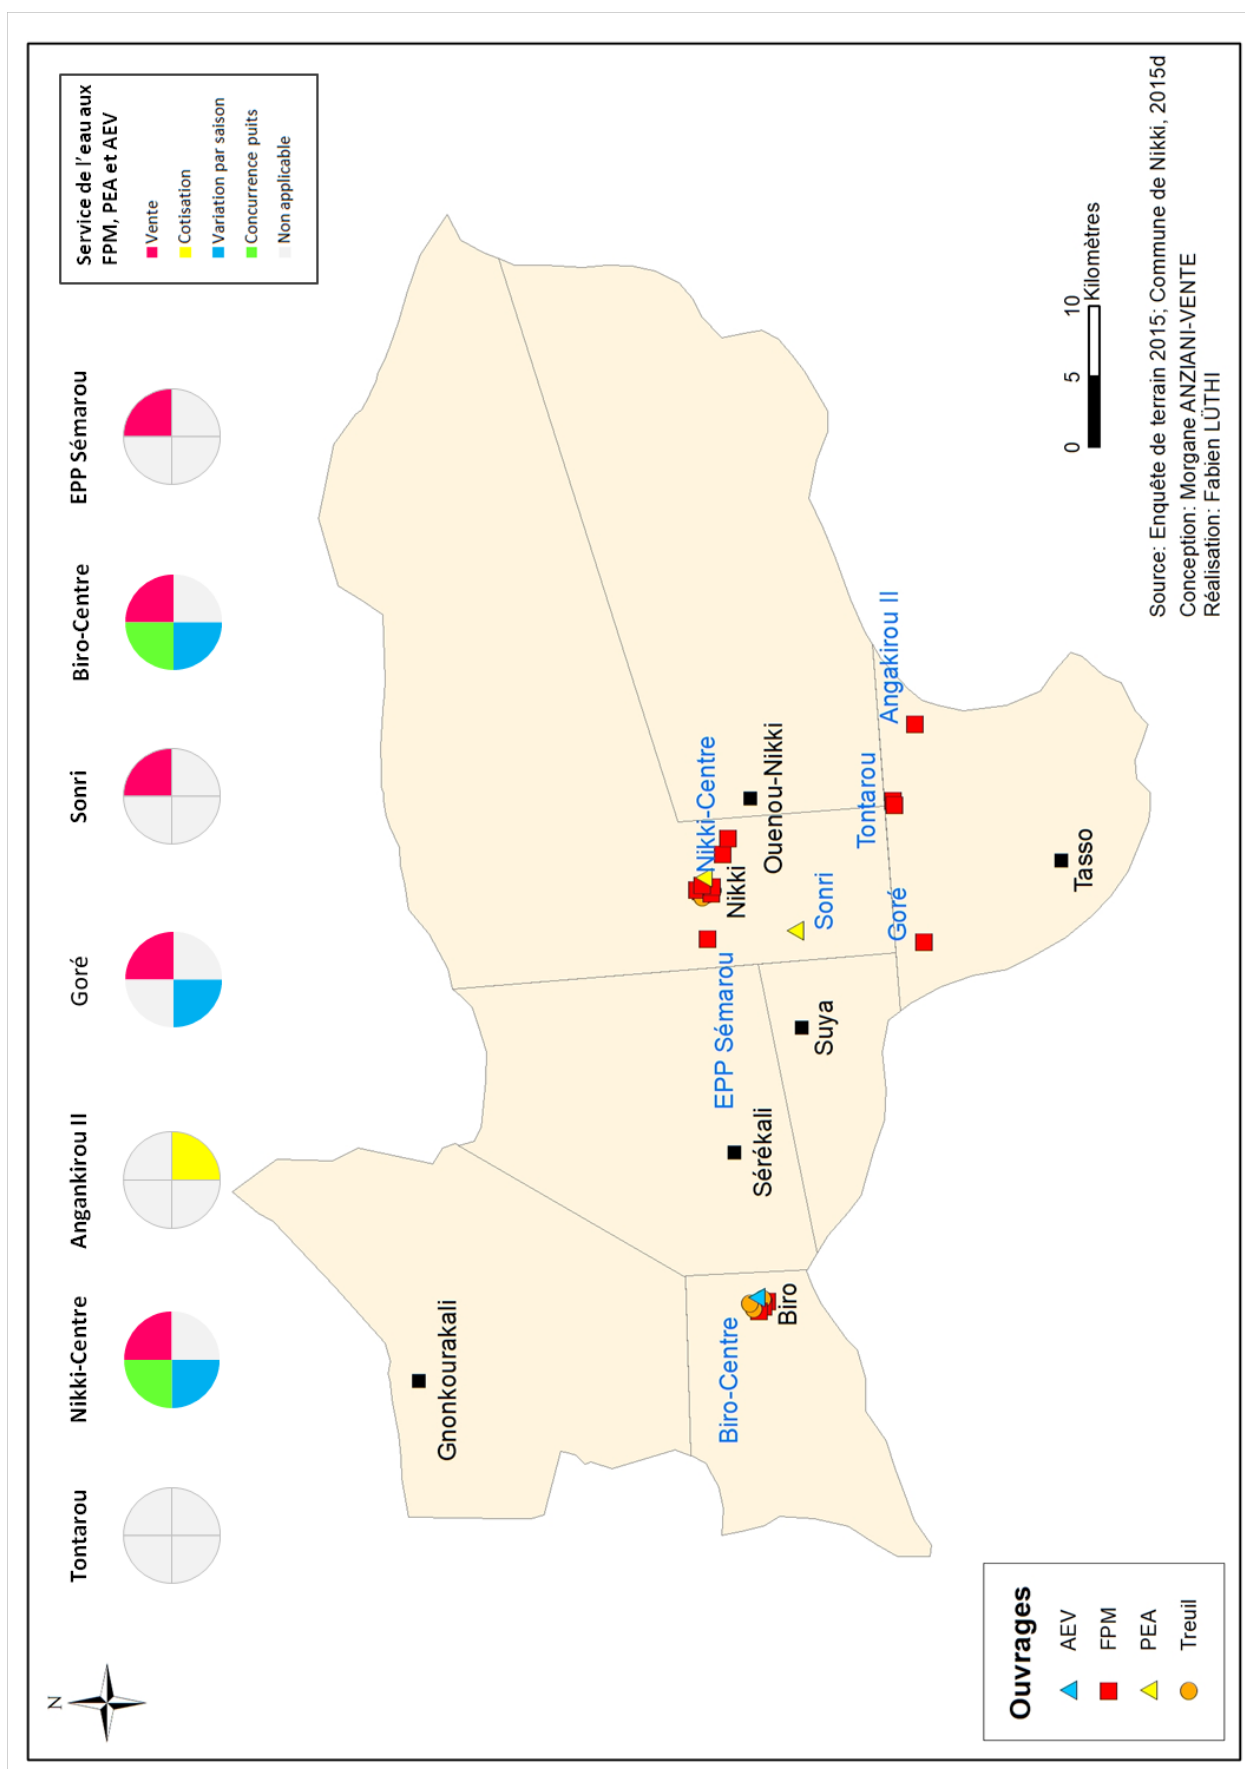 N
Tontarou
Nikki-Centre
Angankirou II
Goré
Sonri
Biro-Centre
EPP Sémarou
Service de l'eau aux
FPM, PEA et AEV
Vente
Cotisation
Variation par saison
Concurrence puits
Non applicable
Gnonkourakali
Biro-Centre
Biro
Sérékali
EPP Sémarou
Suya
Nikki-Centre
Nikki
Ouenou-Nikki
Sonri
Goré
Tontarou
Angakirou II
Tasso
Ouvrages
AEV
FPM
PEA
Treuil
0 5 10
Kilomètres
Source: Enquête de terrain 2015; Commune de Nikki, 2015d
Conception: Morgane ANZIANI-VENTE
Réalisation: Fabien LÜTHI